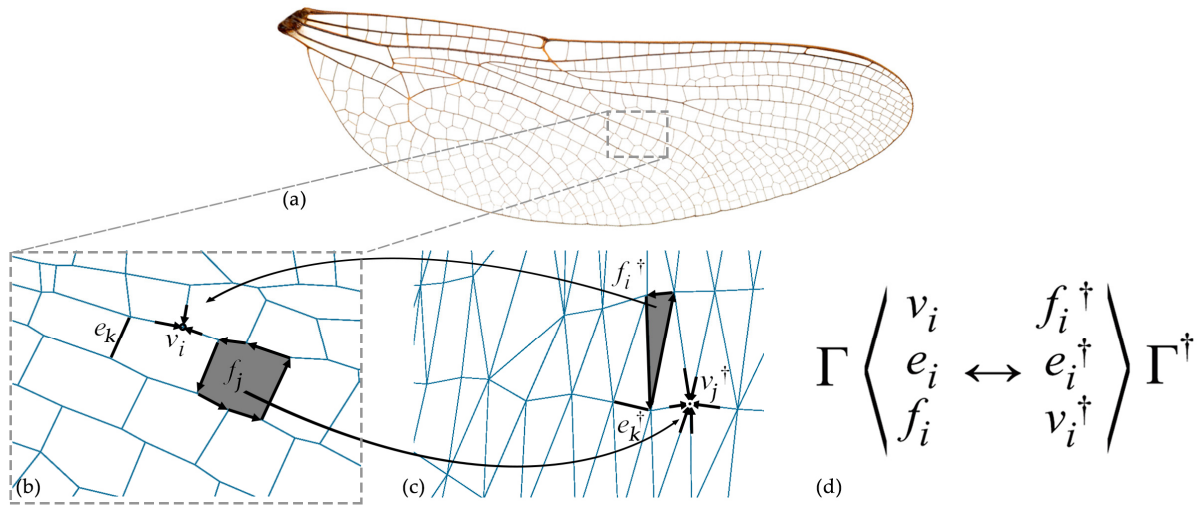 (a)
e_k
v_i
f_j
(b)
f_i†
v_j†
e_k†
(c)
Γ ⟨ v_i f_i† ⟩ Γ†
e_i ↔ e_i†
f_i v_i†
(d)